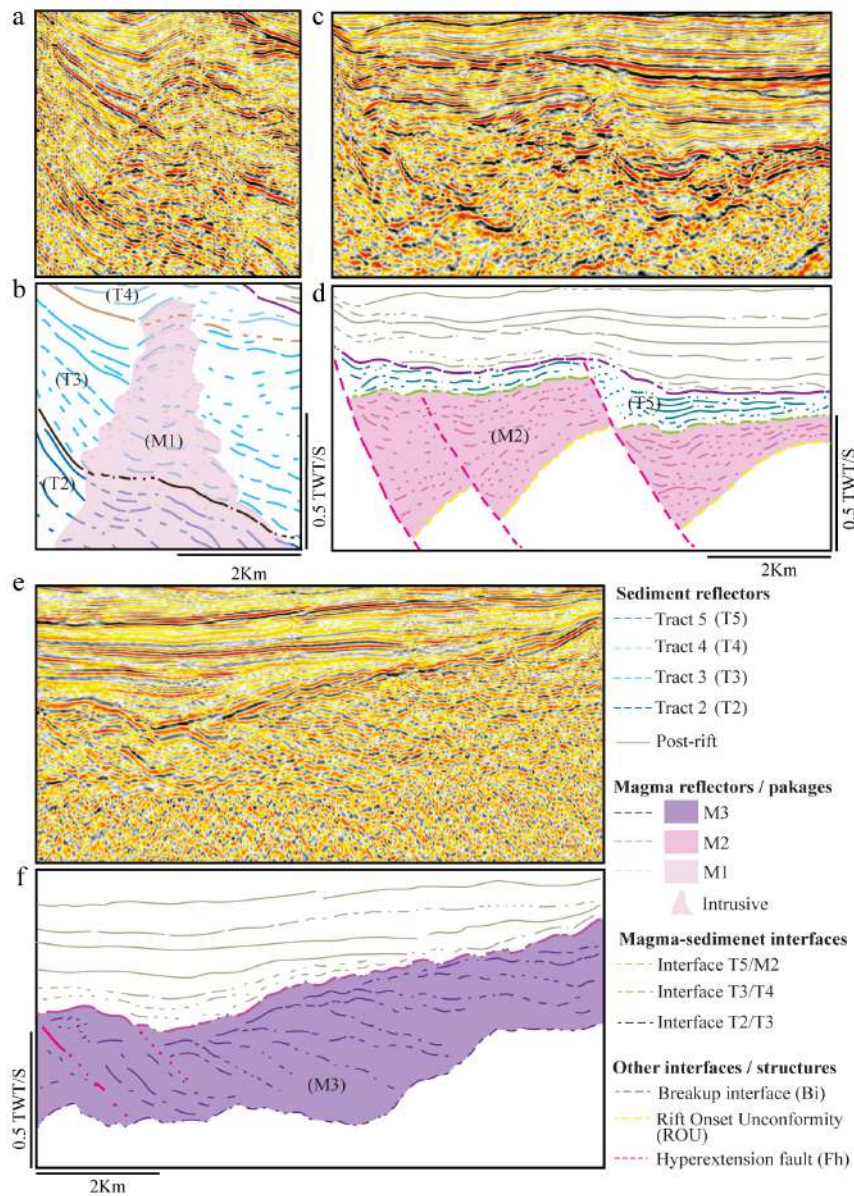 a
c
b
(T4)
(T3)
(M1)
(T2)
0.5 TWT/S
2Km
d
(M2)
(T5)
0.5 TWT/S
2Km
e
f
(M3)
0.5 TWT/S
2Km
Sediment reflectors
Tract 5 (T5)
Tract 4 (T4)
Tract 3 (T3)
Tract 2 (T2)
Post-rift
Magma reflectors / pakages
M3
M2
M1
Intrusive
Magma-sedimenet interfaces
Interface T5/M2
Interface T3/T4
Interface T2/T3
Other interfaces / structures
Breakup interface (Bi)
Rift Onset Unconformity
(ROU)
Hyperextension fault (Fh)